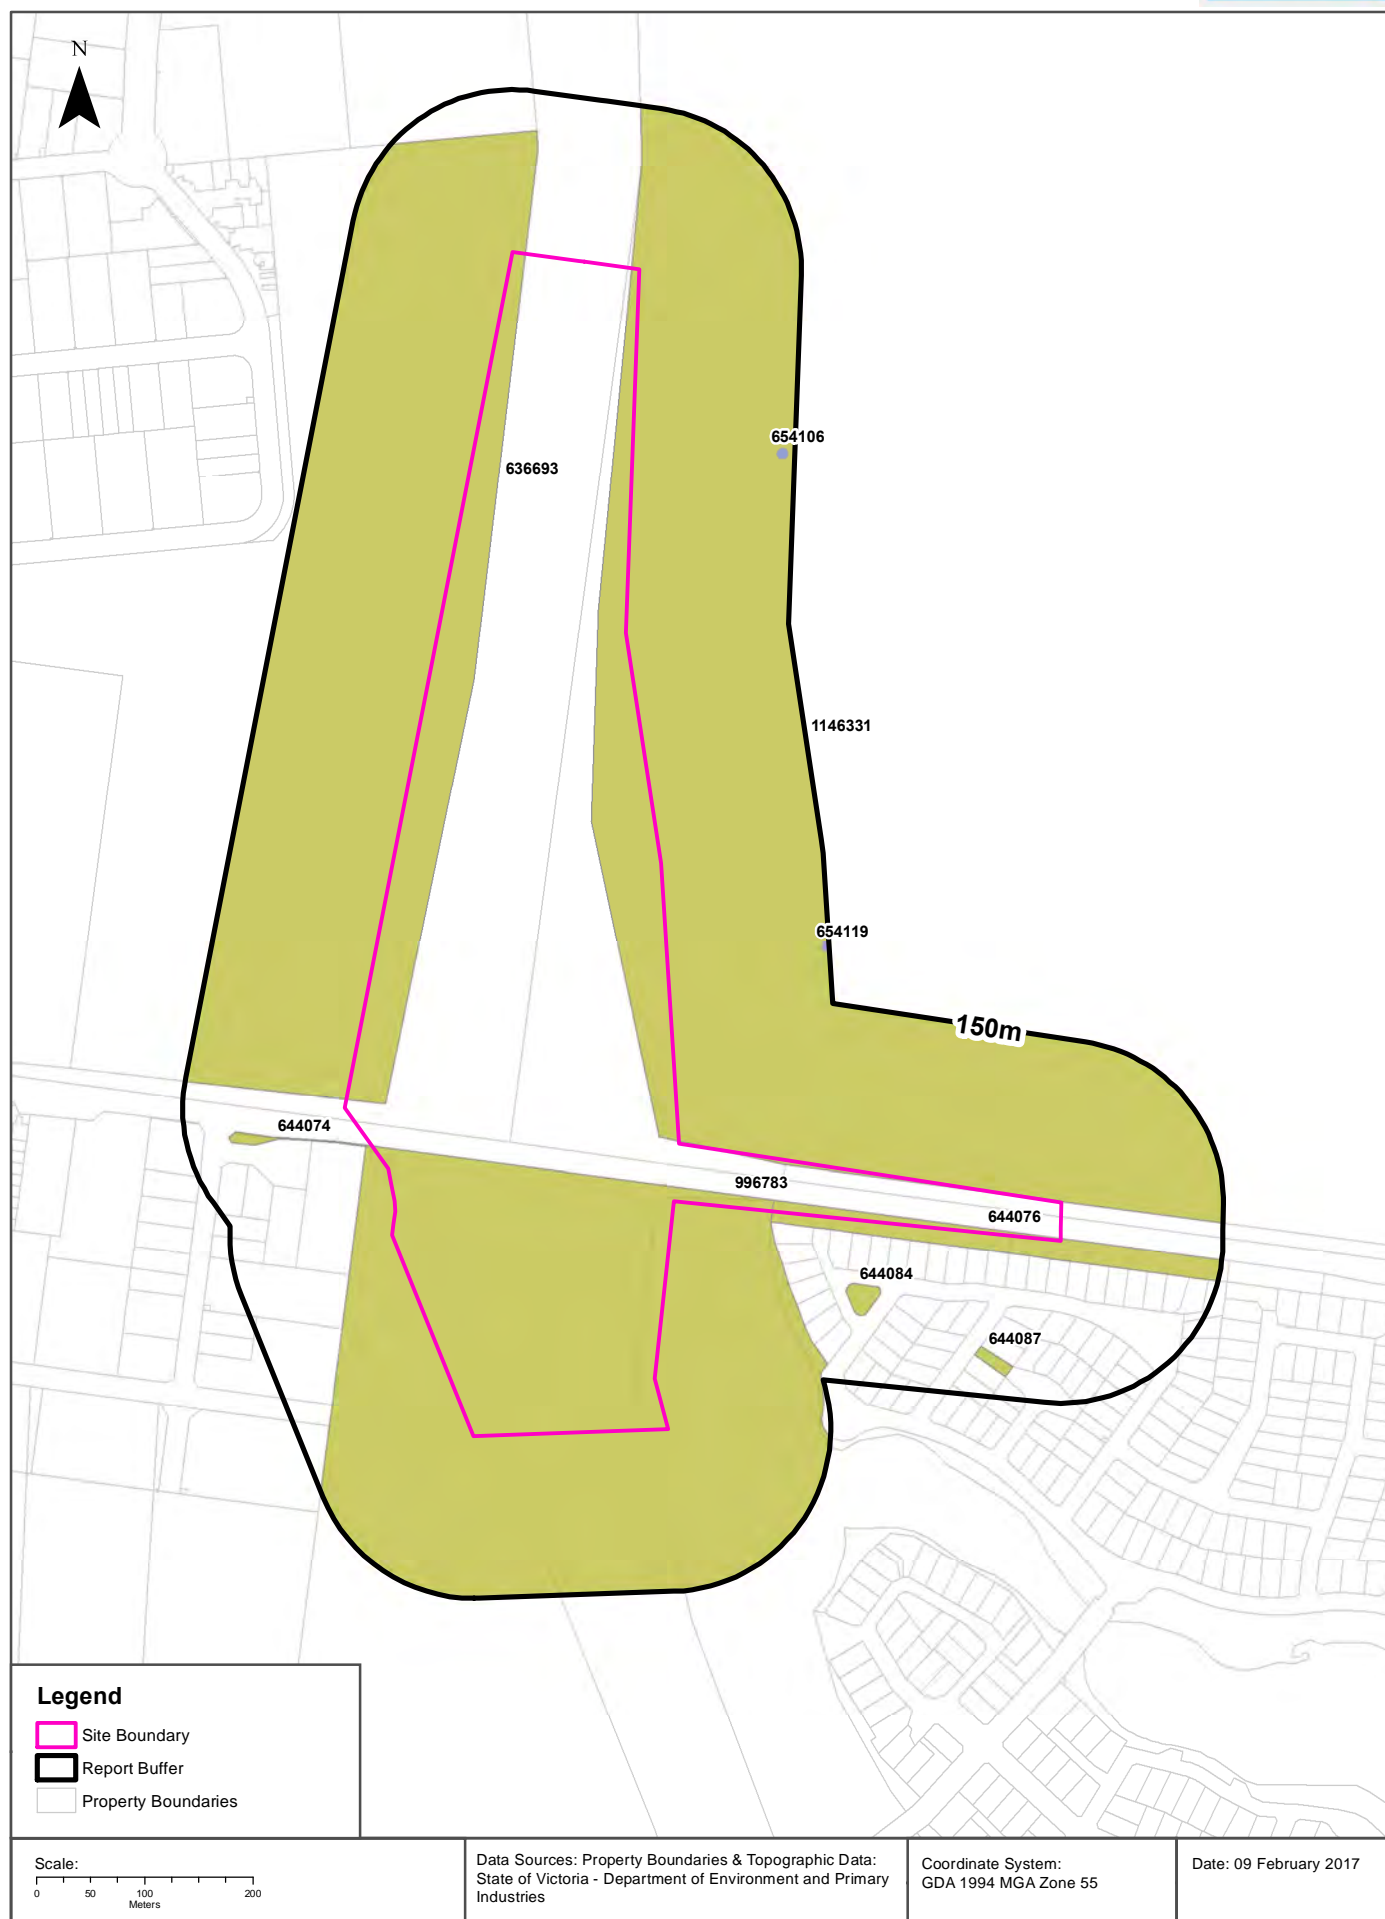 N
654106
636693
1146331
654119
150m
644074
996783
644076
644084
644087
Legend
Site Boundary
Report Buffer
Property Boundaries
Scale:
0 50 100 200
Meters
Data Sources: Property Boundaries & Topographic Data:
State of Victoria - Department of Environment and Primary
Industries
Coordinate System:
GDA 1994 MGA Zone 55
Date: 09 February 2017